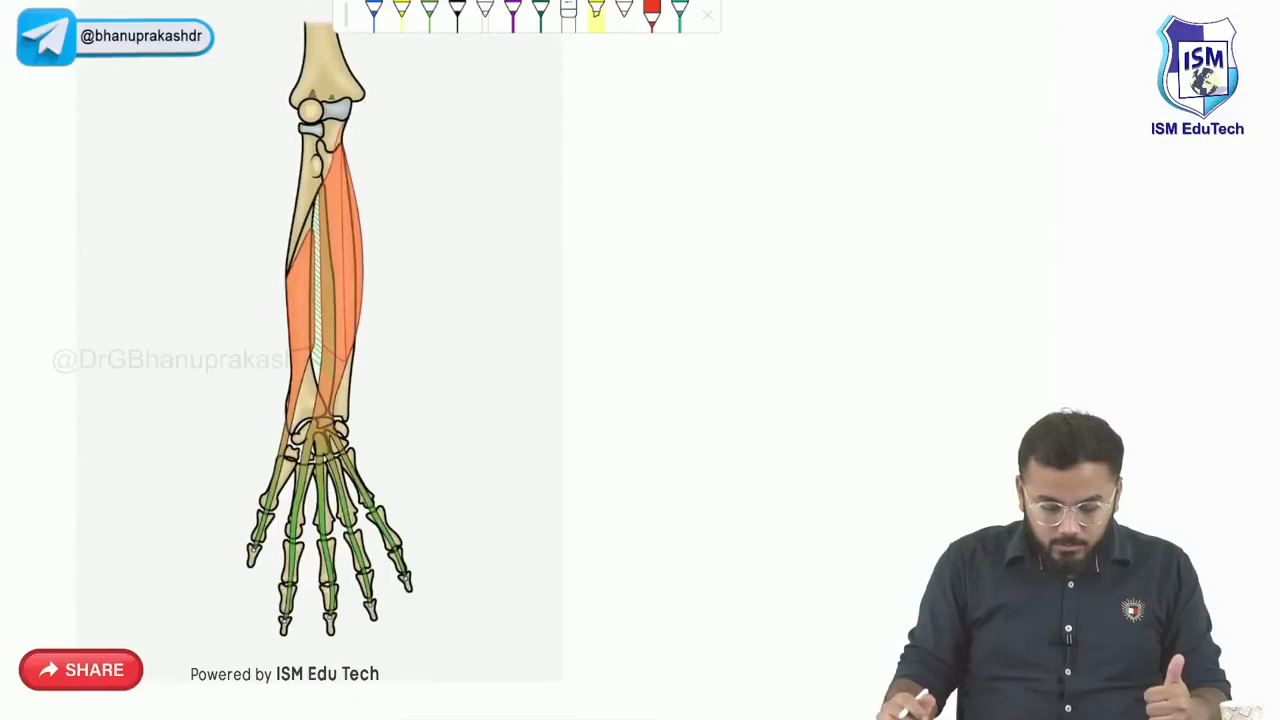 @bhanuprakashdr
ISM
ISM EduTech
@DrGBhanuprakash
SHARE
Powered by ISM Edu Tech